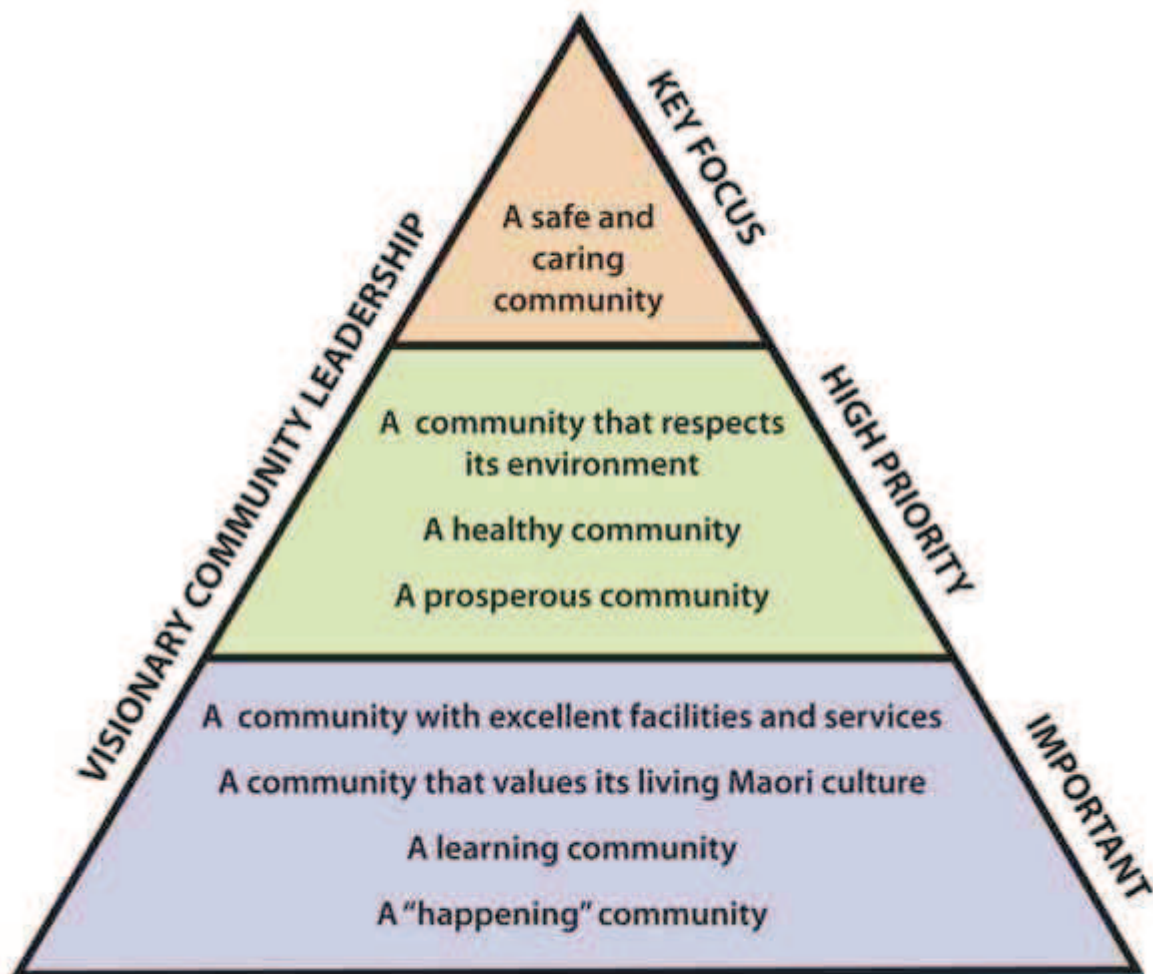 VISIONARY COMMUNITY LEADERSHIP
KEY FOCUS
A safe and
caring
community
HIGH PRIORITY
A community that respects
its environment
A healthy community
A prosperous community
IMPORTANT
A community with excellent facilities and services
A community that values its living Maori culture
A learning community
A “happening” community